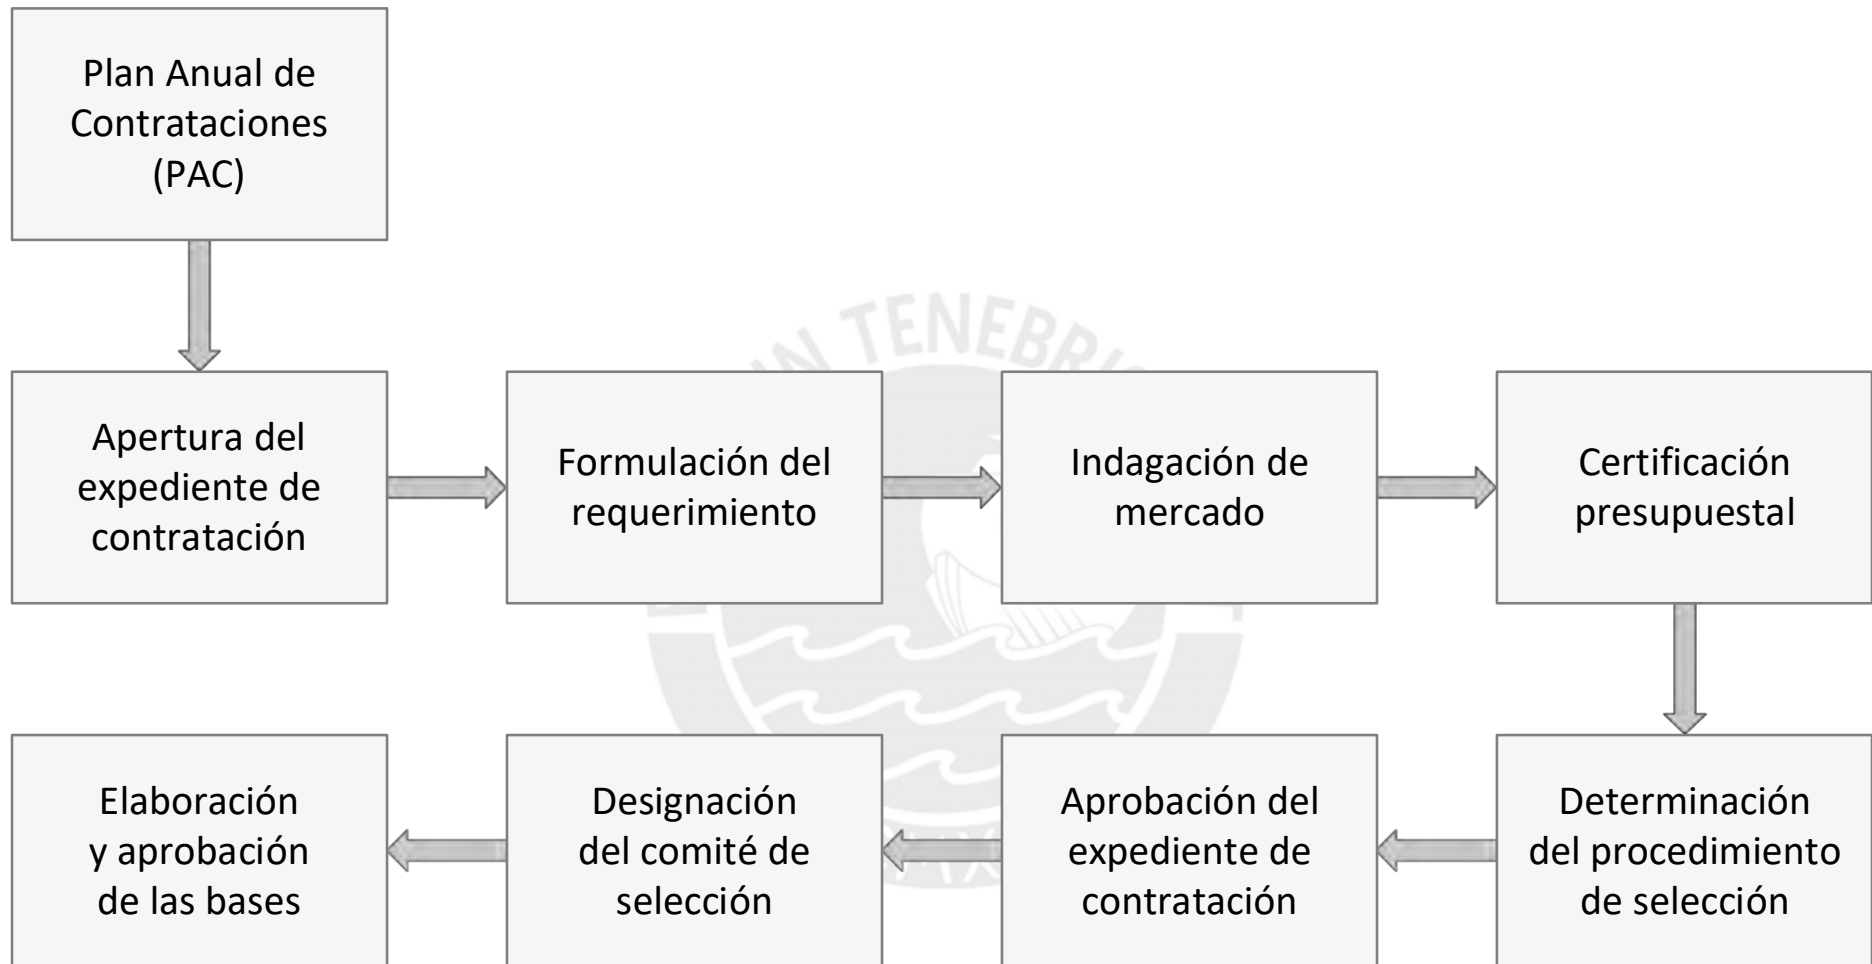 Plan Anual de
Contrataciones
(PAC)
IN TENEBRIS
Apertura del
expediente de
contratación
Formulación del
requerimiento
Indagación de
mercado
Certificación
presupuestal
Elaboración
y aprobación
de las bases
Designación
del comité de
selección
Aprobación del
expediente de
contratación
Determinación
del procedimiento
de selección